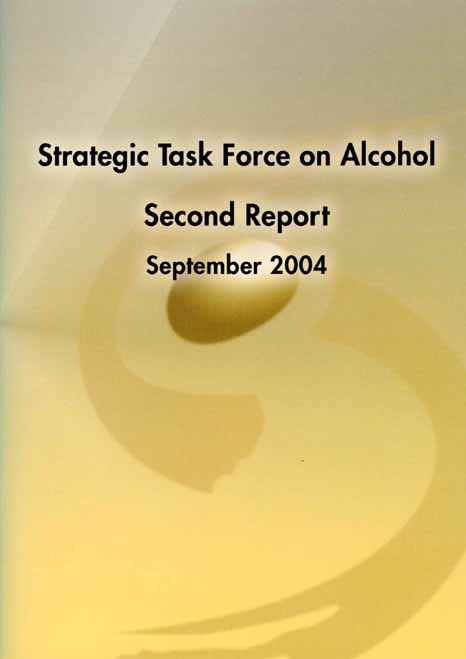 Strategic Task Force on Alcohol
Second Report
September 2004